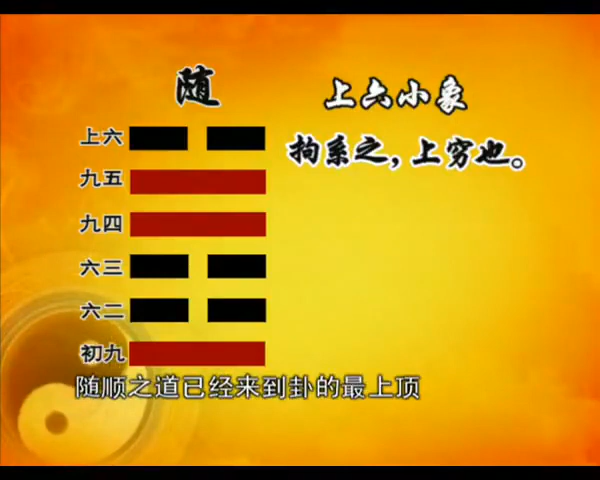 随
上六小象
拘系之，上穷也。
上六
九五
九四
六三
六二
初九
随顺之道已经来到卦的最上顶